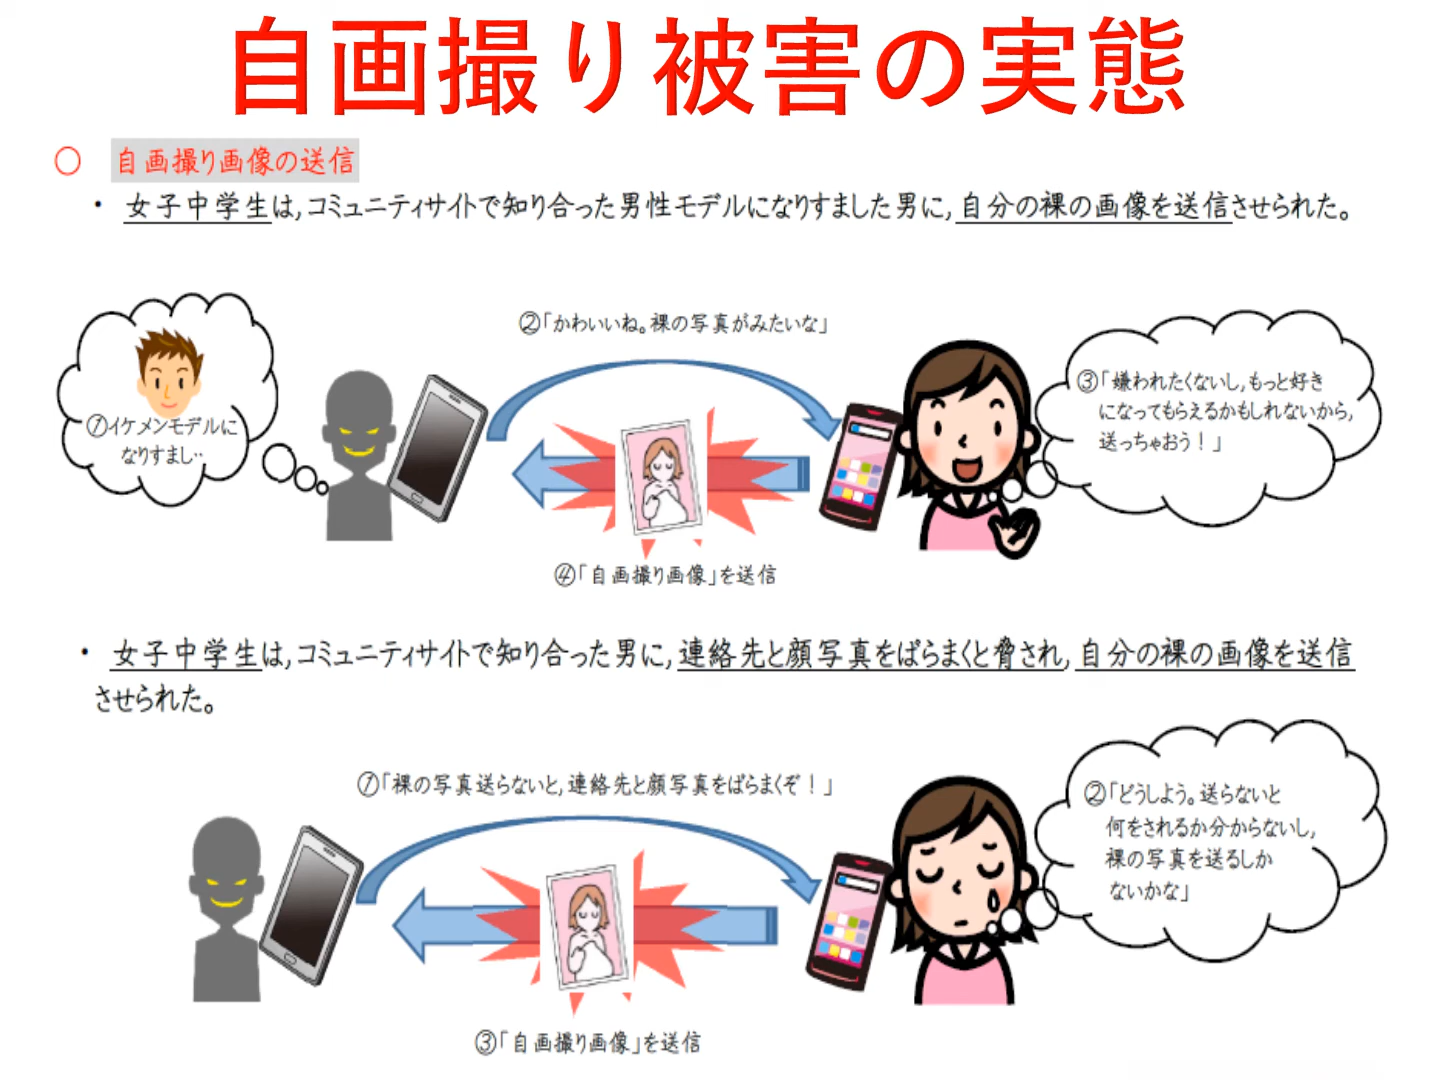 自画撮り被害の実態
○ 自画撮り画像の送信
・ 女子中学生は,コミュニティサイトで知り合った男性モデルになりすました男に,自分の裸の画像を送信させられた。
②「かわいいね。裸の写真がみたいな」
①イケメンモデルに
なりすまし‥
③「嫌われたくないし,もっと好き
になってもらえるかもしれないから,
送っちゃおう！」
④「自画撮り画像」を送信
・ 女子中学生は,コミュニティサイトで知り合った男に,連絡先と顔写真をばらまくと脅され,自分の裸の画像を送信
させられた。
①「裸の写真送らないと,連絡先と顔写真をばらまくぞ！」
②「どうしよう。送らないと
何をされるか分からないし,
裸の写真を送るしか
ないかな」
③「自画撮り画像」を送信